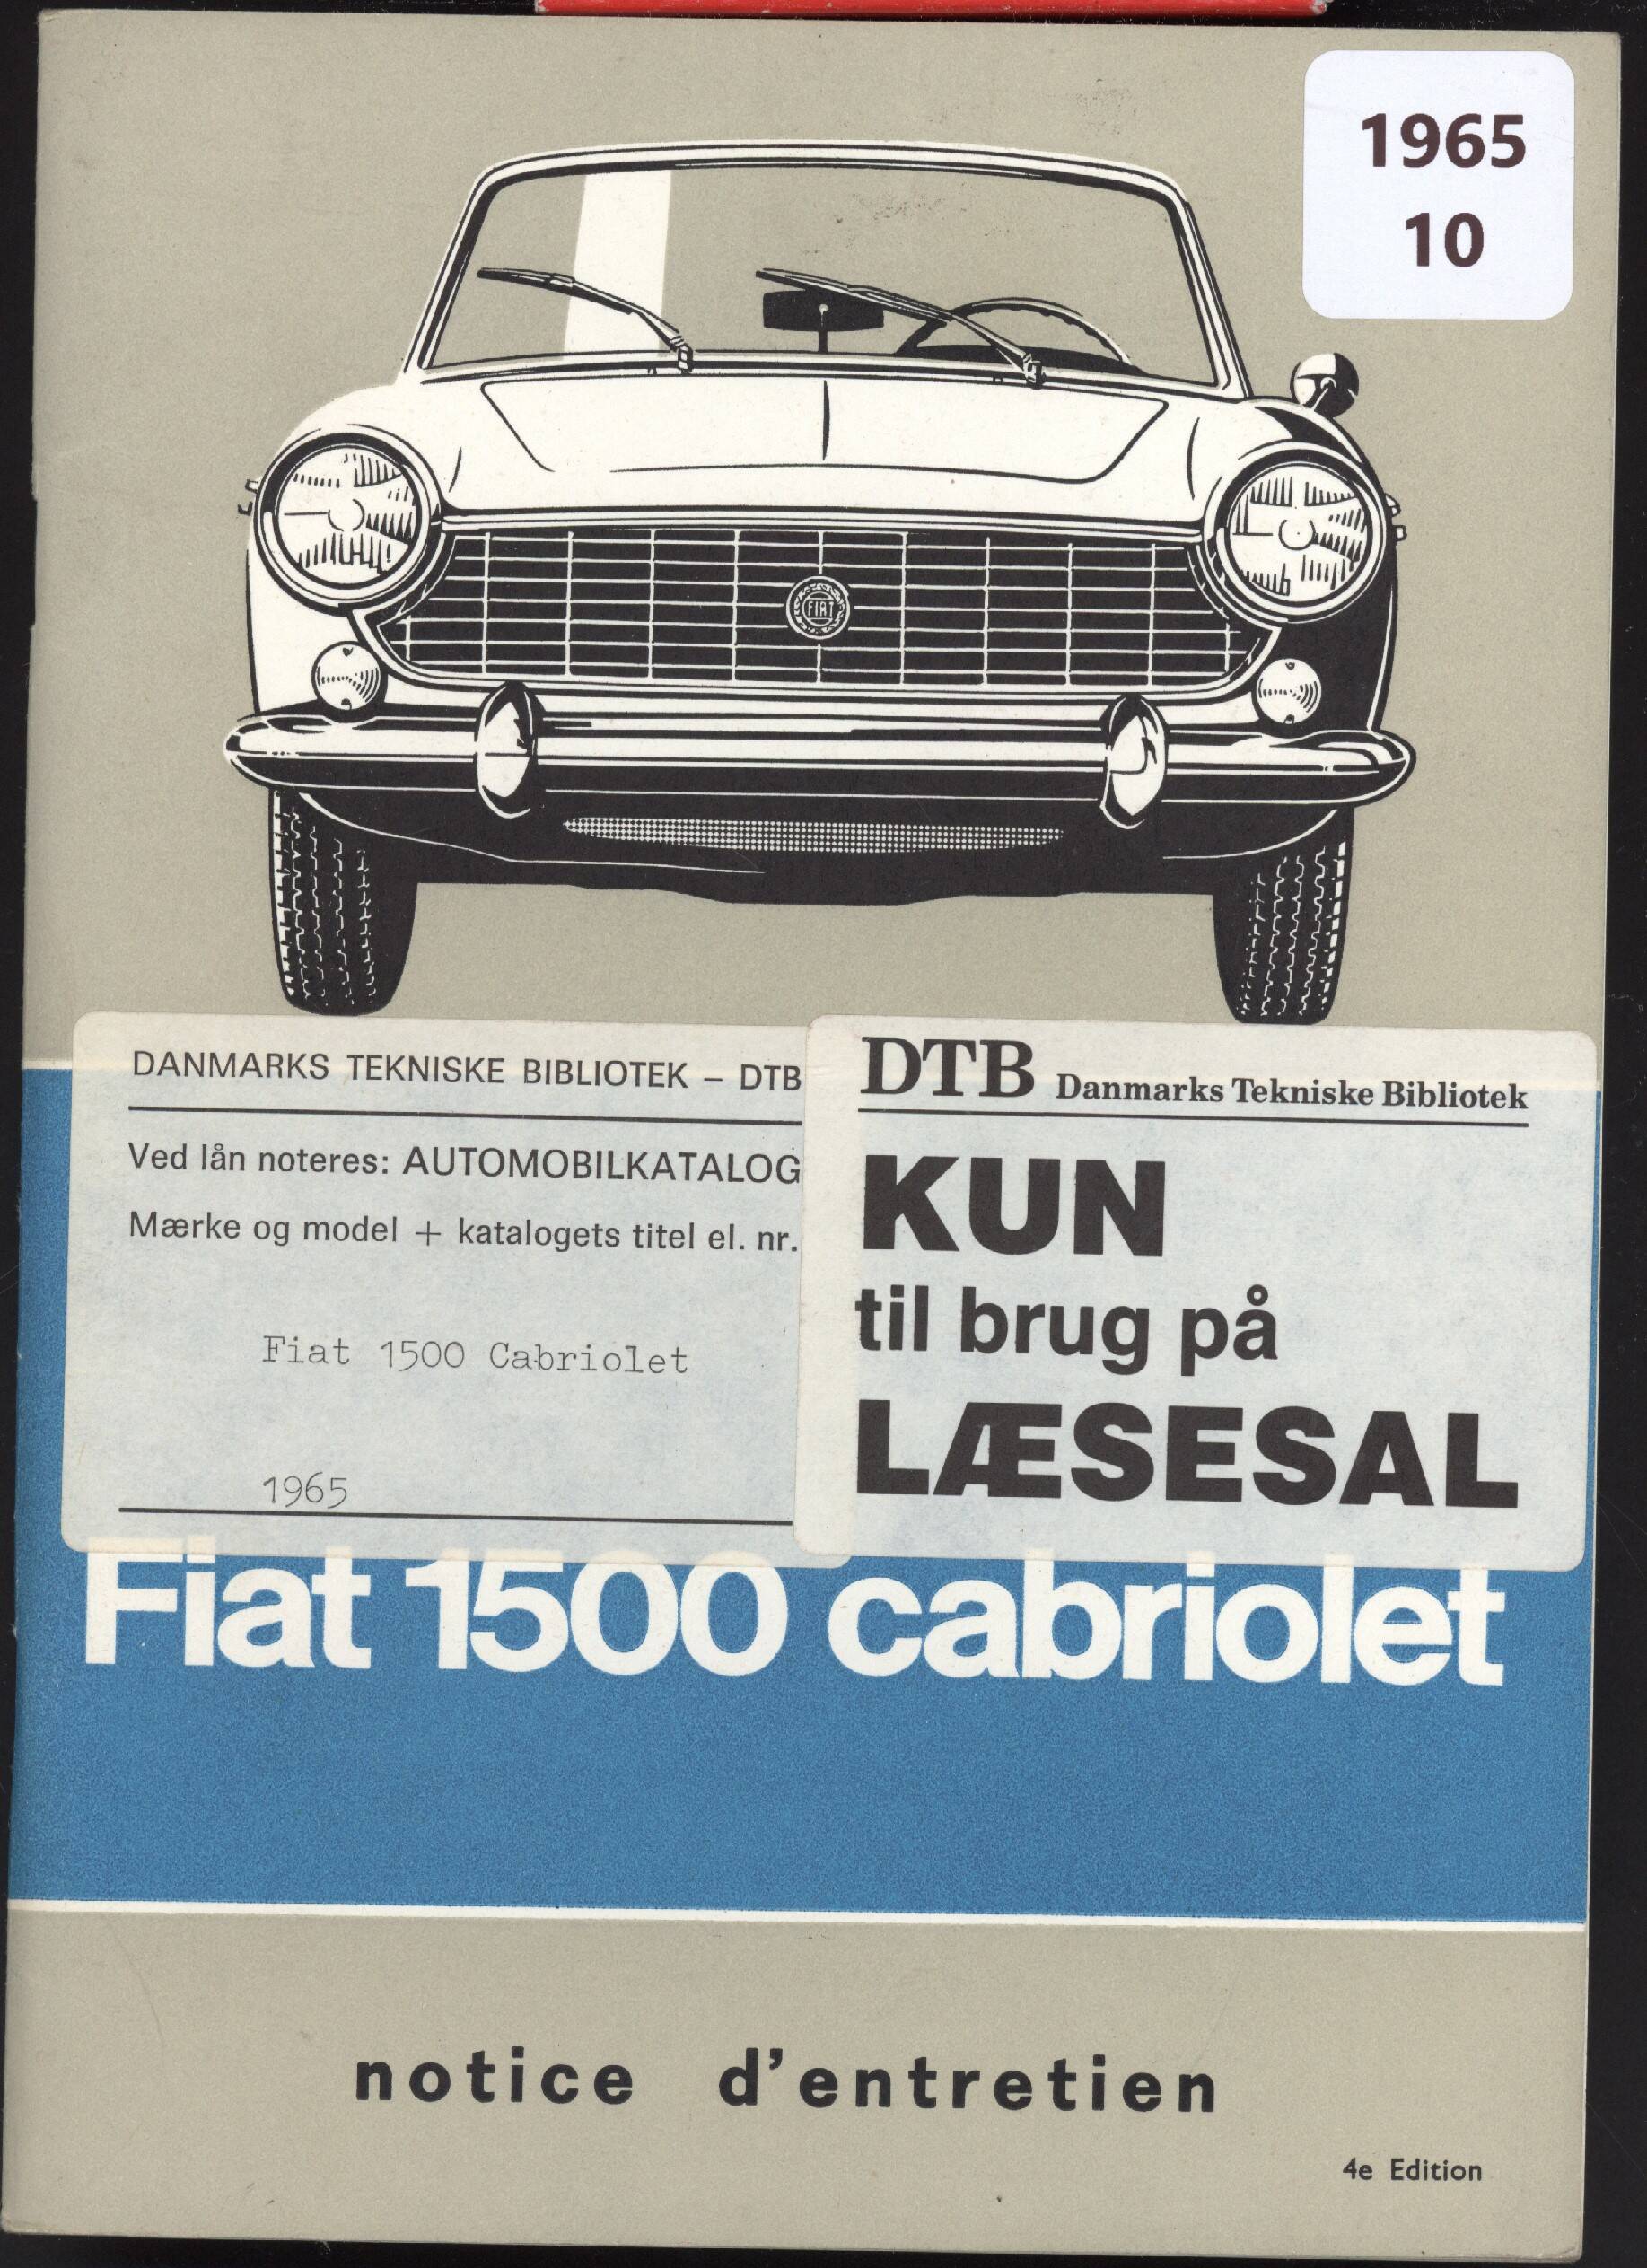 1965
10
FIAT
DANMARKS TEKNISKE BIBLIOTEK – DTB
Ved lån noteres: AUTOMOBILKATALOG
Mærke og model + katalogets titel el. nr.
Fiat 1500 Cabriolet
1965
DTB Danmarks Tekniske Bibliotek
KUN
til brug på
LÆSESAL
Fiat 1500 cabriolet
notice d'entretien
4e Edition